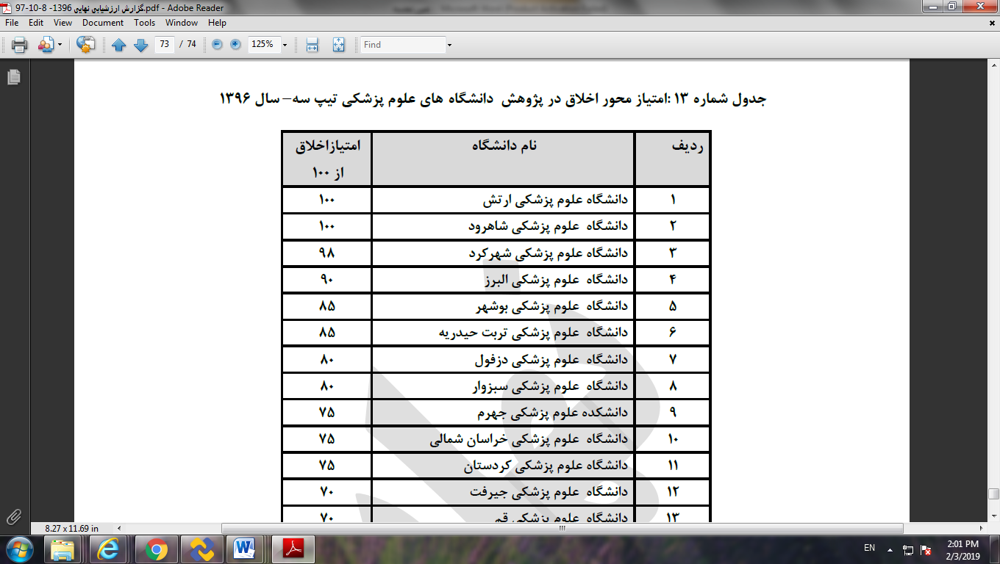 گزارش ارزشیابی نهایی 1396- 8-10-97.pdf - Adobe Reader
File Edit View Document Tools Window Help
73 / 74 125% Find
جدول شماره ۱۳ :امتیاز محور اخلاق در پژوهش دانشگاه های علوم پزشکی تیپ سه– سال ۱۳۹۶
ردیف نام دانشگاه امتیازاخلاق
از ۱۰۰
۱ دانشگاه علوم پزشکی ارتش ۱۰۰
۲ دانشگاه علوم پزشکی شاهرود ۱۰۰
۳ دانشگاه علوم پزشکی شهرکرد ۹۸
۴ دانشگاه علوم پزشکی البرز ۹۰
۵ دانشگاه علوم پزشکی بوشهر ۸۵
۶ دانشگاه علوم پزشکی تربت حیدریه ۸۵
۷ دانشگاه علوم پزشکی دزفول ۸۰
۸ دانشگاه علوم پزشکی سبزوار ۸۰
۹ دانشکده علوم پزشکی جهرم ۷۵
۱۰ دانشگاه علوم پزشکی خراسان شمالی ۷۵
۱۱ دانشگاه علوم پزشکی کردستان ۷۵
۱۲ دانشگاه علوم پزشکی جیرفت ۷۰
۱۳ دانشگاه علوم پزشکی قم ۷۰
8.27 x 11.69 in
EN 2:01 PM
2/3/2019